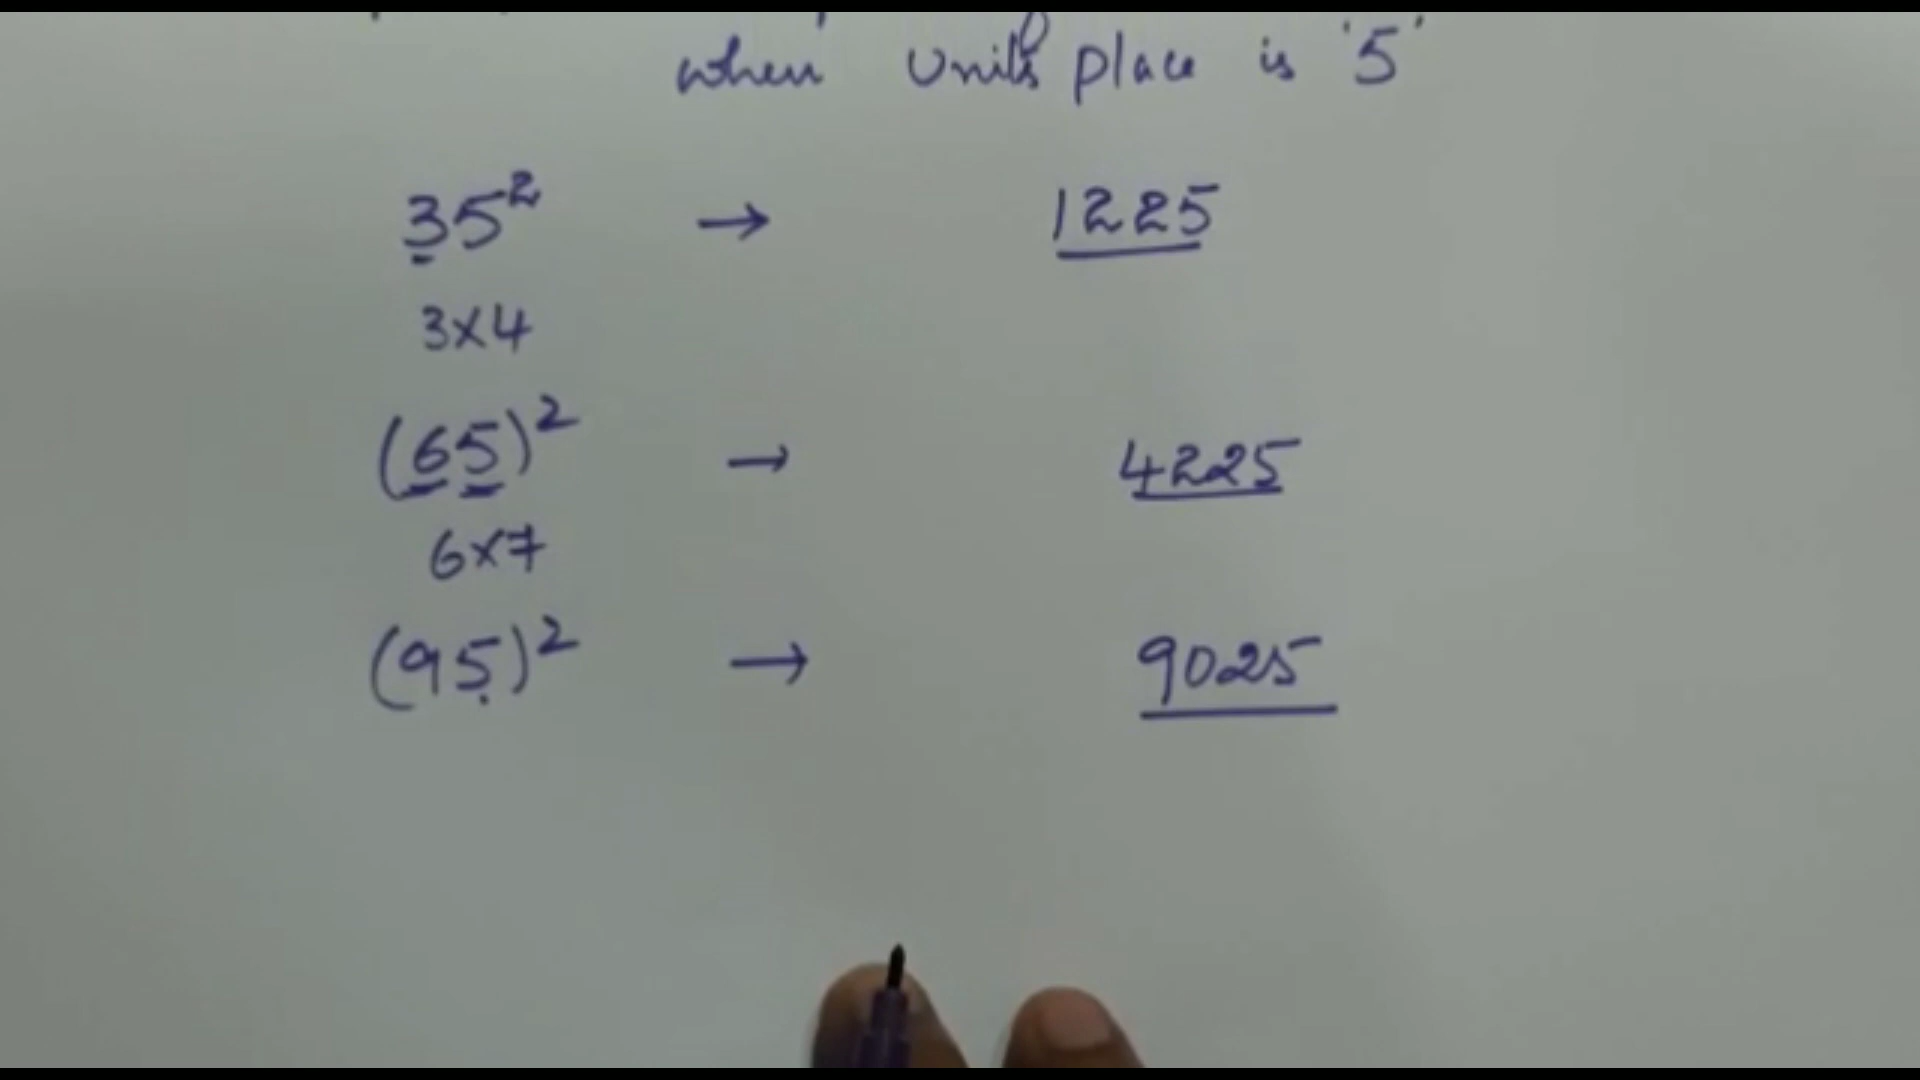 when units place is '5'
35² → 1225
3×4
(65)² → 4225
6×7
(95)² → 9025